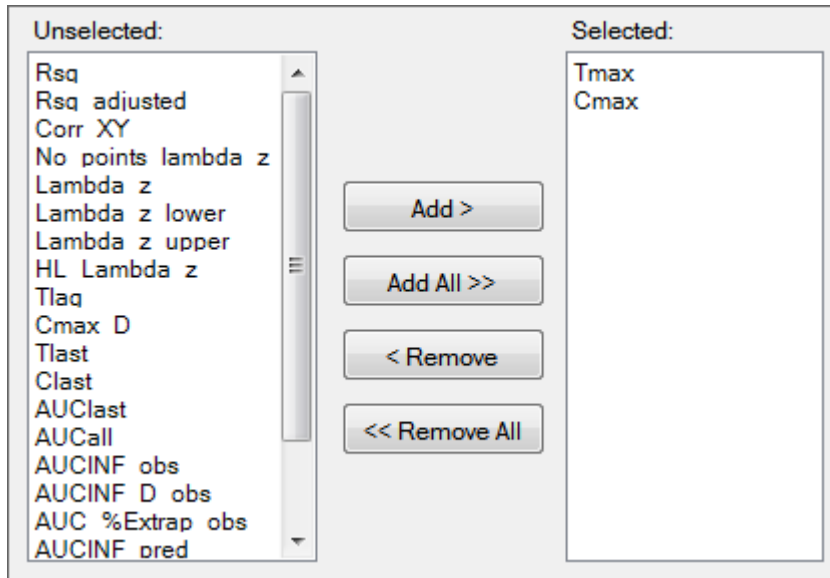 Unselected:
Rsq
Rsq adjusted
Corr XY
No points lambda z
Lambda z
Lambda z lower
Lambda z upper
HL Lambda z
Tlag
Cmax D
Tlast
Clast
AUClast
AUCall
AUCINF obs
AUCINF D obs
AUC %Extrap obs
AUCINF pred
Add >
Add All >>
< Remove
<< Remove All
Selected:
Tmax
Cmax